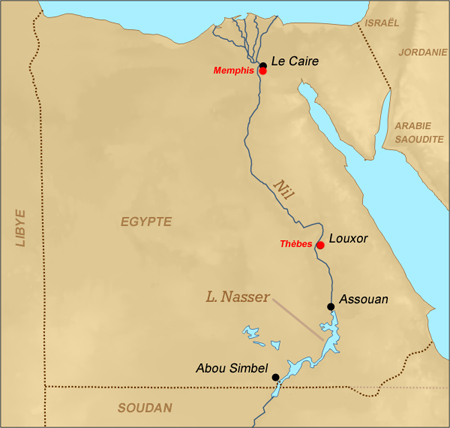 ISRAËL
JORDANIE
Le Caire
Memphis
ARABIE
SAOUDITE
Nil
LIBYE
EGYPTE
Louxor
Thèbes
L. Nasser
Assouan
Abou Simbel
SOUDAN